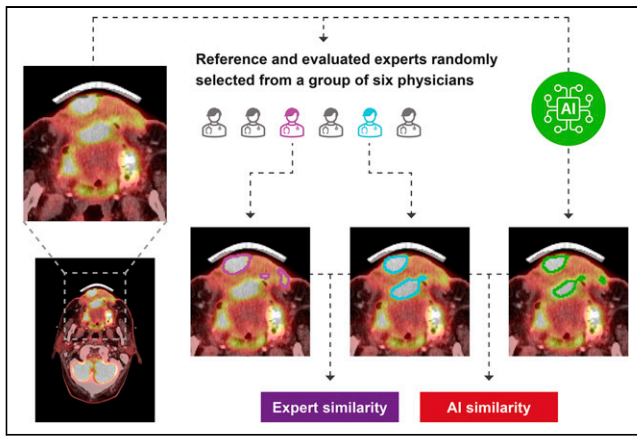 Reference and evaluated experts randomly
selected from a group of six physicians
AI
Expert similarity
AI similarity